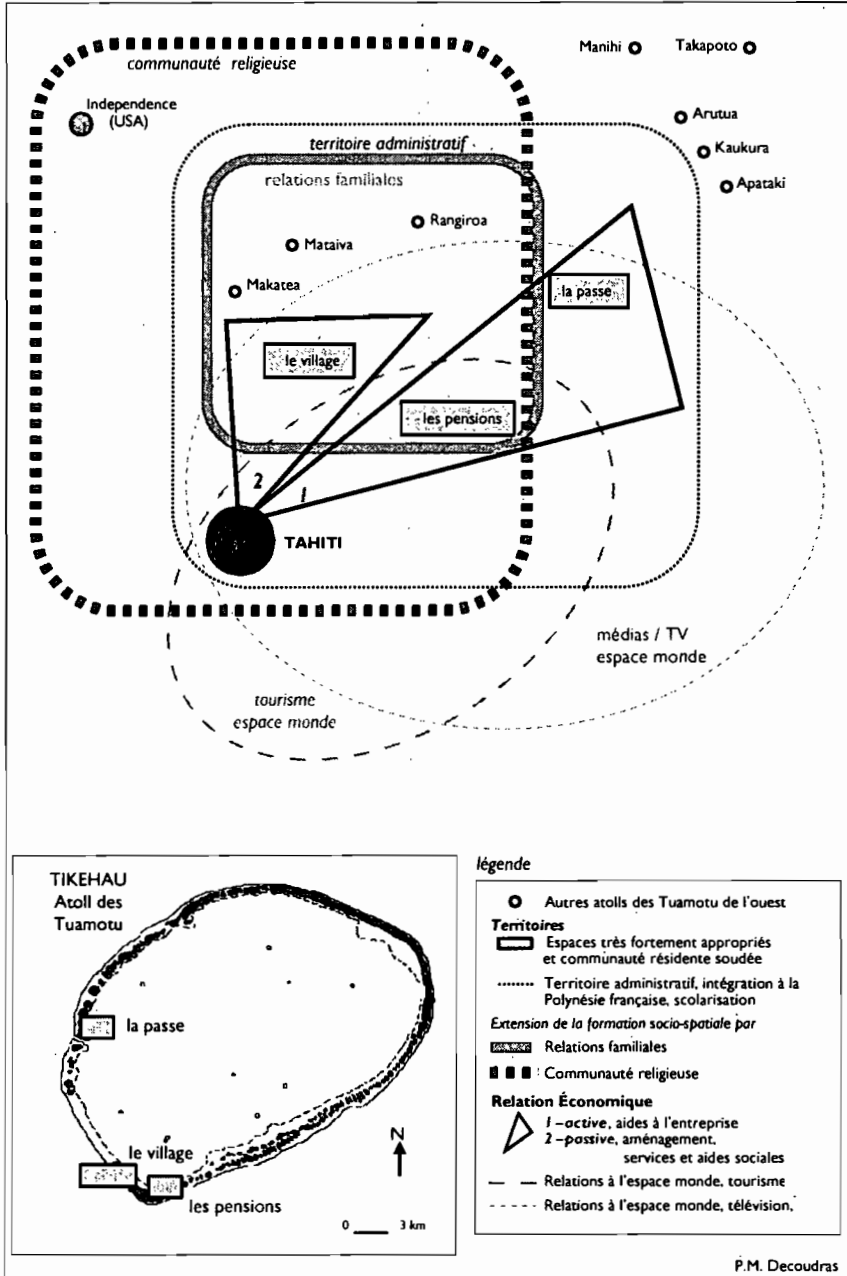 communauté religieuse
Manihi
Takapoto
Independence
(USA)
Arutua
territoire administratif
Kaukura
relations familiales
Apataki
Rangiroa
Mataiva
Makatea
la passe
le village
les pensions
2
1
TAHITI
médias / TV
espace monde
tourisme
espace monde
TIKEHAU
Atoll des
Tuamotu
la passe
le village
les pensions
N
0 3 km
légende
Autres atolls des Tuamotu de l'ouest
Territoires
Espaces très fortement appropriés
et communauté résidente soudée
Territoire administratif, intégration à la
Polynésie française, scolarisation
Extension de la formation socio-spatiale par
Relations familiales
Communauté religieuse
Relation Économique
1 - active, aides à l'entreprise
2 - passive, aménagement,
services et aides sociales
Relations à l'espace monde, tourisme
Relations à l'espace monde, télévision,
P.M. Decoudras